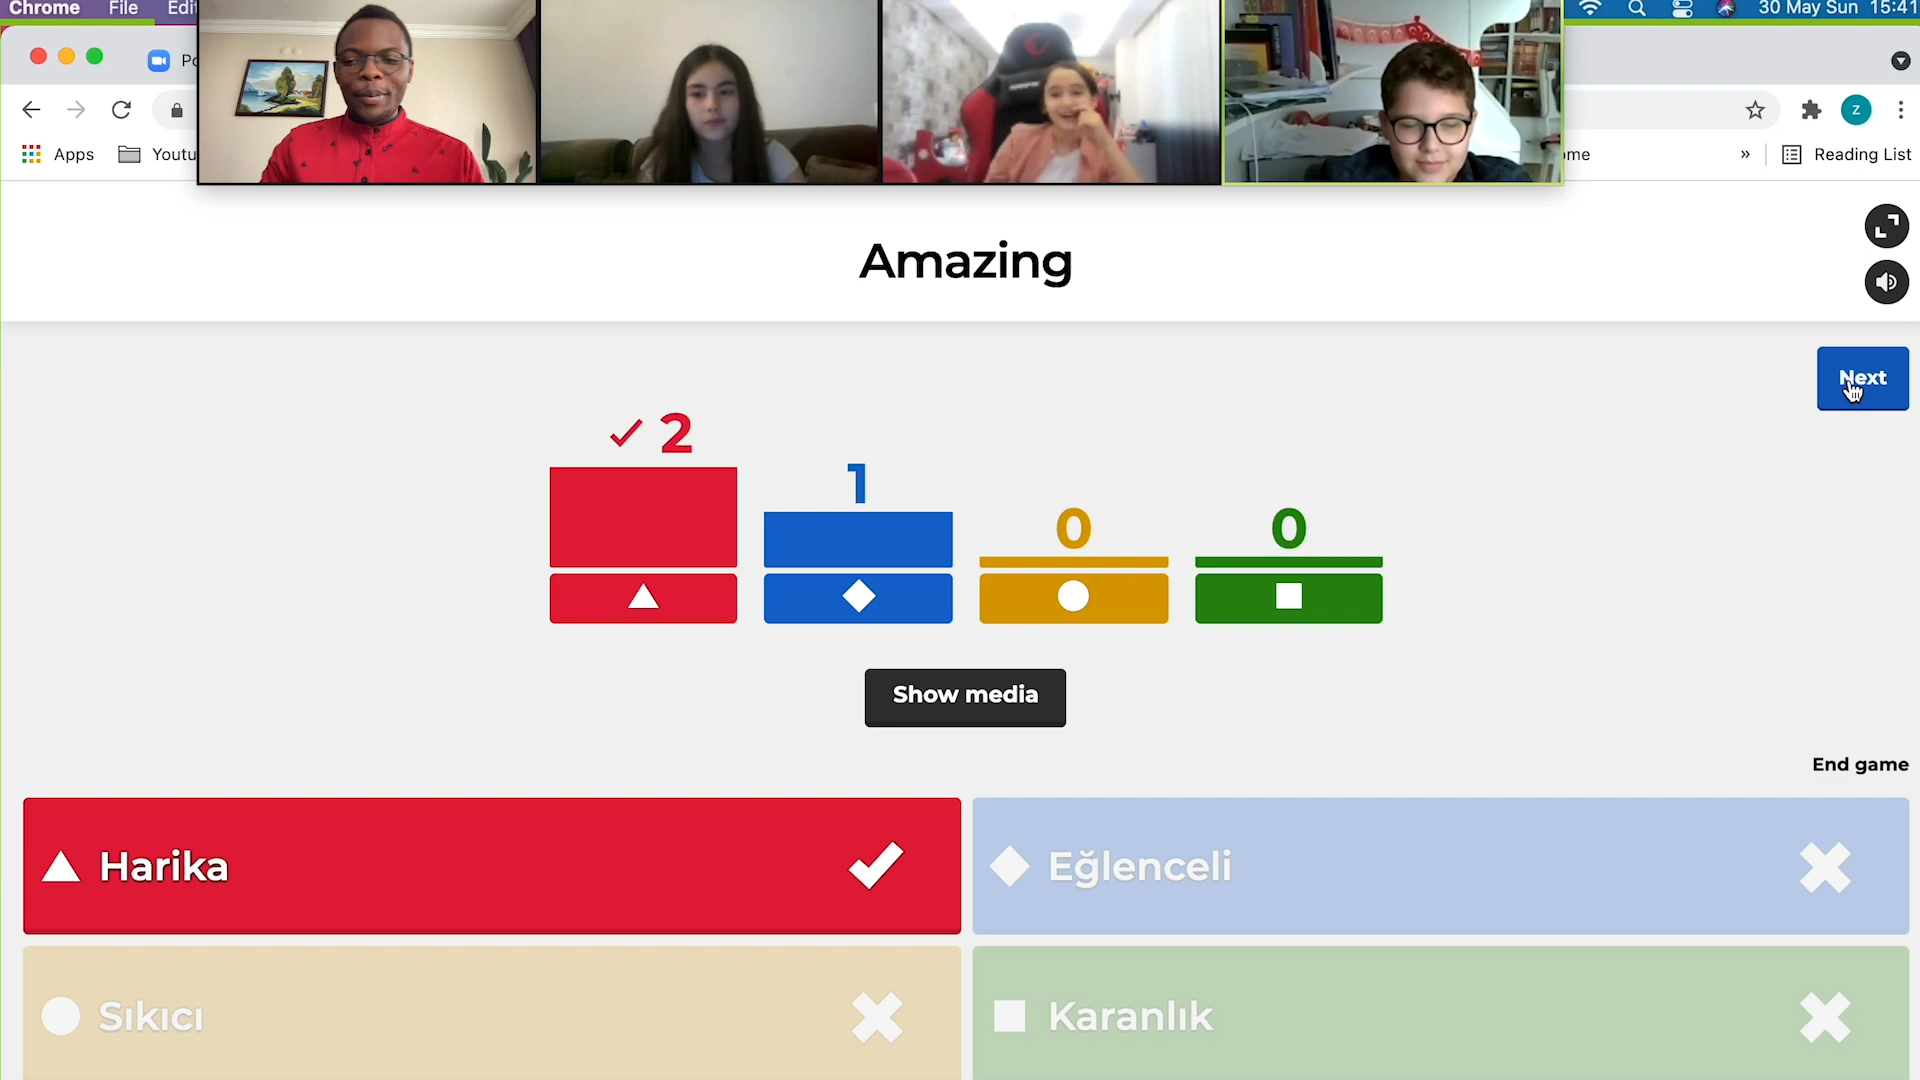 Chrome File Edi
30 May Sun 15:41
Apps
Youtu
ome
»
Reading List
Z
Amazing
Next
2
1
0
0
Show media
End game
Harika
Eğlenceli
Sıkıcı
Karanlık